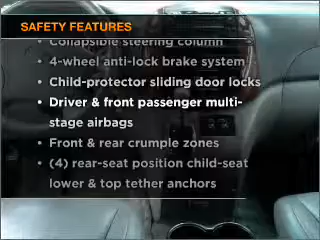 SAFETY FEATURES
• Collapsible steering column
• 4-wheel anti-lock brake system
• Child-protector sliding door locks
• Driver & front passenger multi-
stage airbags
• Front & rear crumple zones
• (4) rear-seat position child-seat
lower & top tether anchors